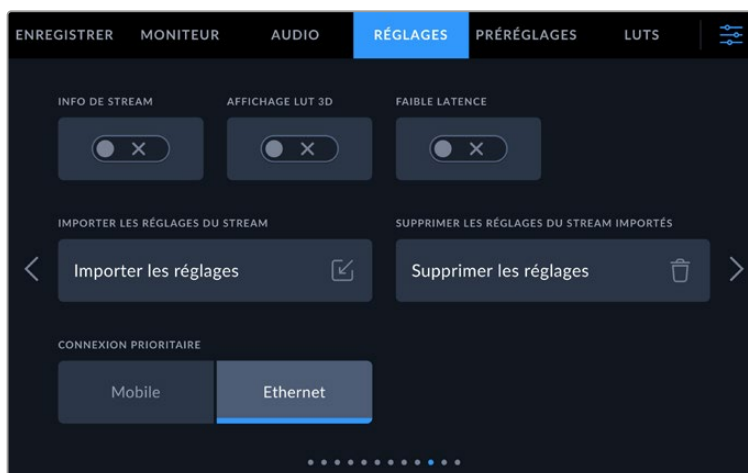 ENREGISTRER MONITEUR AUDIO RÉGLAGES PRÉRÉGLAGES LUTS
INFO DE STREAM AFFICHAGE LUT 3D FAIBLE LATENCE
IMPORTER LES RÉGLAGES DU STREAM SUPPRIMER LES RÉGLAGES DU STREAM IMPORTÉS
Importer les réglages Supprimer les réglages
CONNEXION PRIORITAIRE
Mobile Ethernet